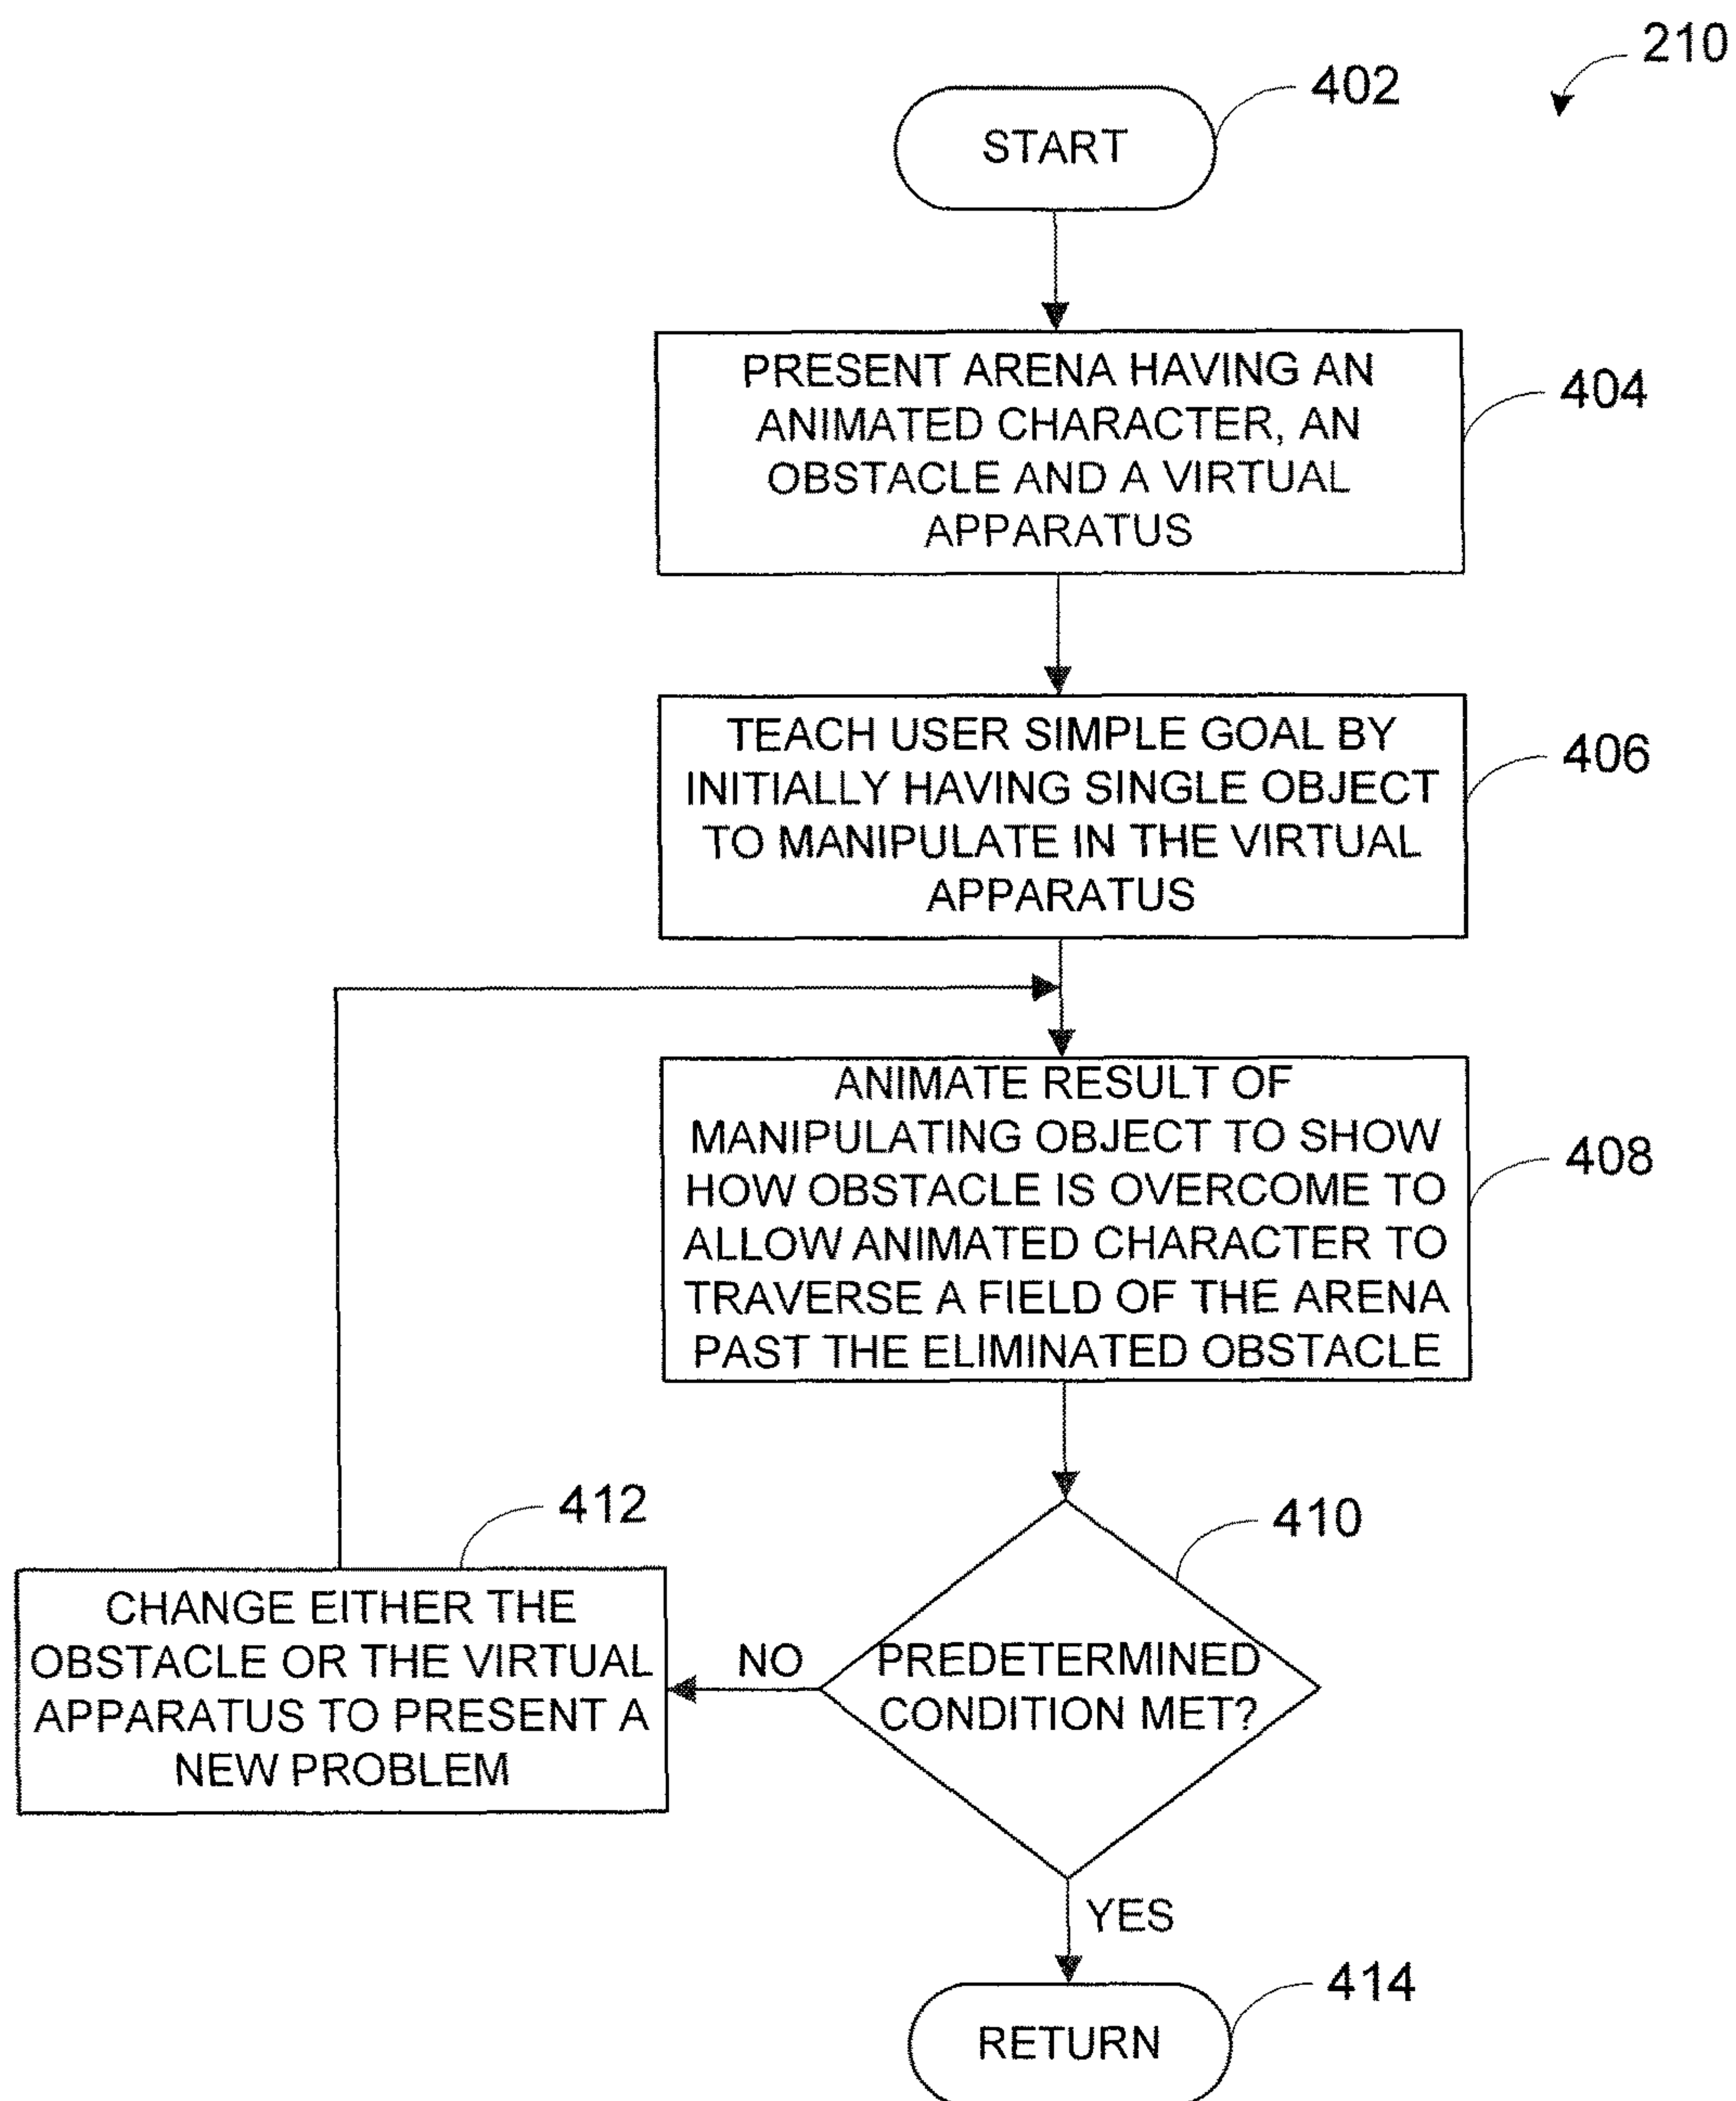 210
402
START
PRESENT ARENA HAVING AN
ANIMATED CHARACTER, AN
OBSTACLE AND A VIRTUAL
APPARATUS
404
TEACH USER SIMPLE GOAL BY
INITIALLY HAVING SINGLE OBJECT
TO MANIPULATE IN THE VIRTUAL
APPARATUS
406
ANIMATE RESULT OF
MANIPULATING OBJECT TO SHOW
HOW OBSTACLE IS OVERCOME TO
ALLOW ANIMATED CHARACTER TO
TRAVERSE A FIELD OF THE ARENA
PAST THE ELIMINATED OBSTACLE
408
410
PREDETERMINED
CONDITION MET?
NO
412
CHANGE EITHER THE
OBSTACLE OR THE VIRTUAL
APPARATUS TO PRESENT A
NEW PROBLEM
YES
414
RETURN